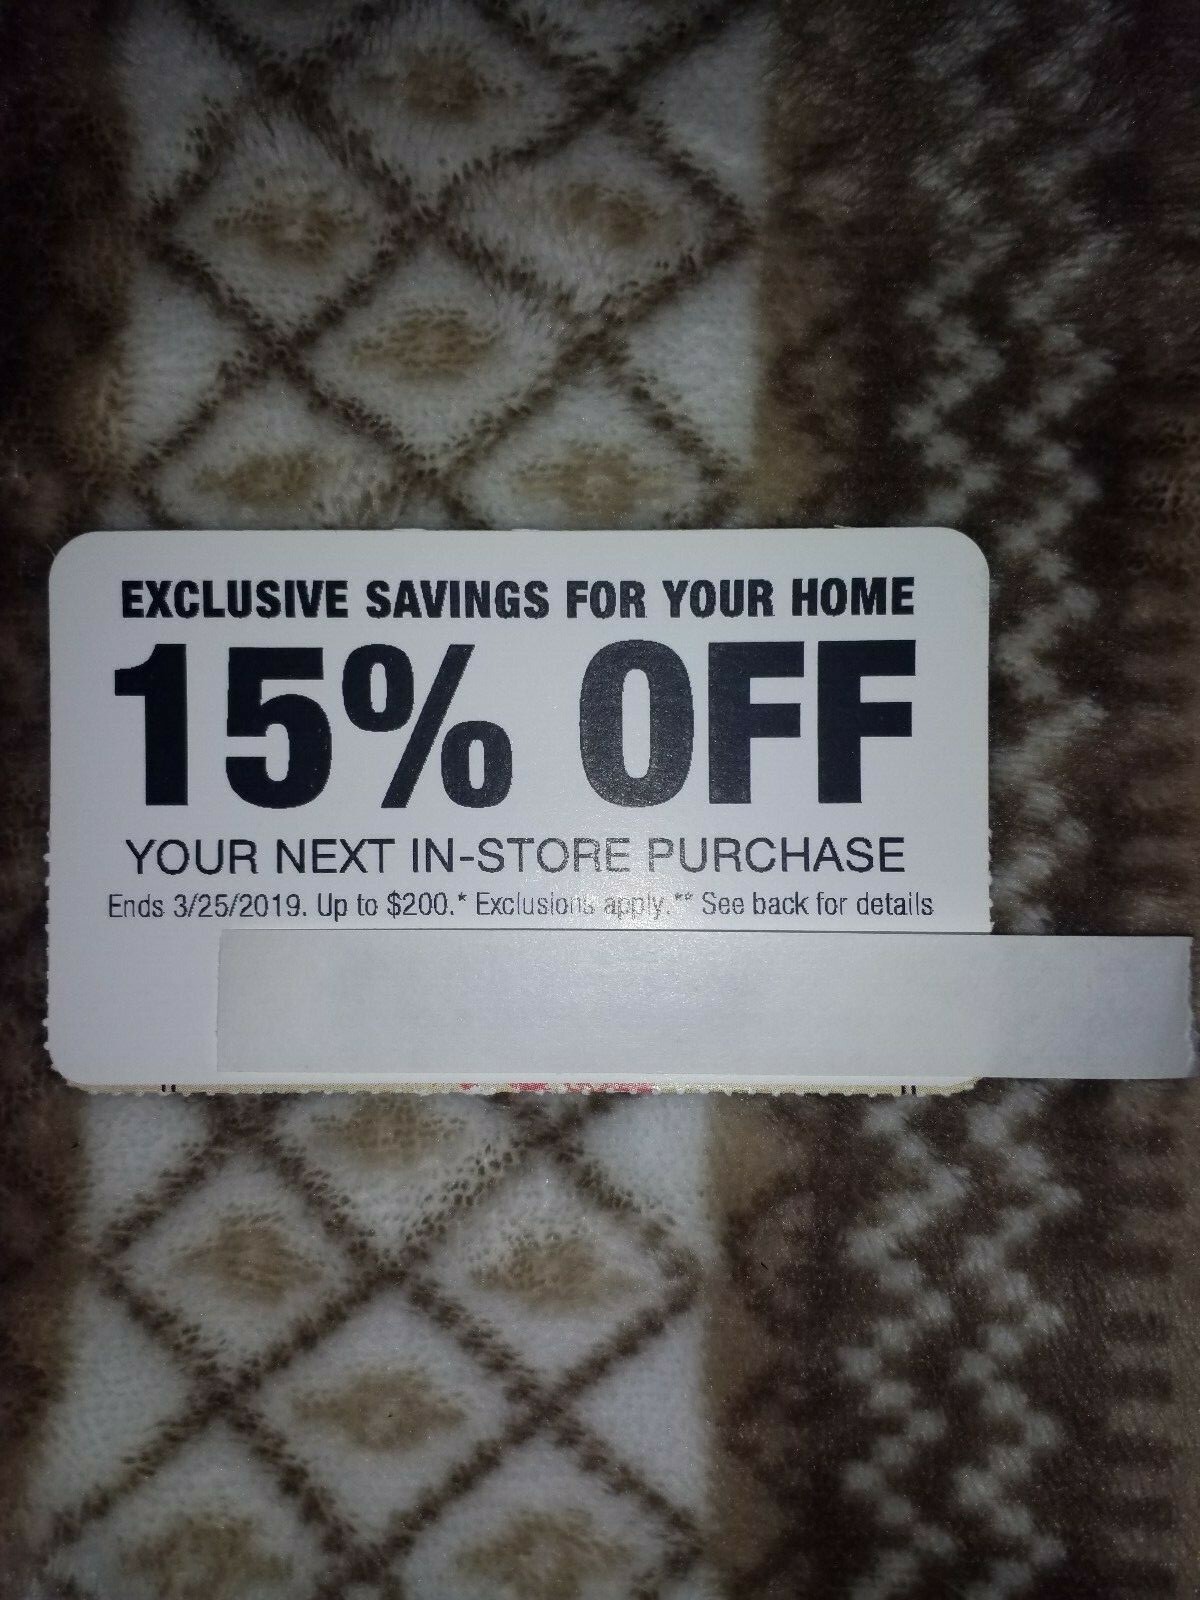 EXCLUSIVE SAVINGS FOR YOUR HOME
15% OFF
YOUR NEXT IN-STORE PURCHASE
Ends 3/25/2019. Up to $200.* Exclusions apply.** See back for details